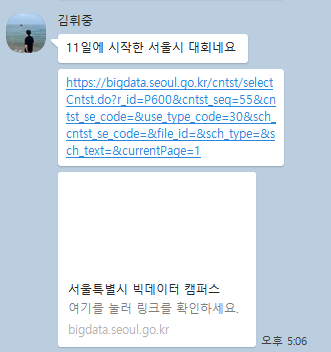 김휘중
11일에 시작한 서울시 대회네요
https://bigdata.seoul.go.kr/cntst/select
Cntst.do?r_id=P600&cntst_seq=55&cn
tst_se_code=&use_type_code=30&sch_
cntst_se_code=&file_id=&sch_type=&s
ch_text=&currentPage=1
서울특별시 빅데이터 캠퍼스
여기를 눌러 링크를 확인하세요.
bigdata.seoul.go.kr
오후 5:06